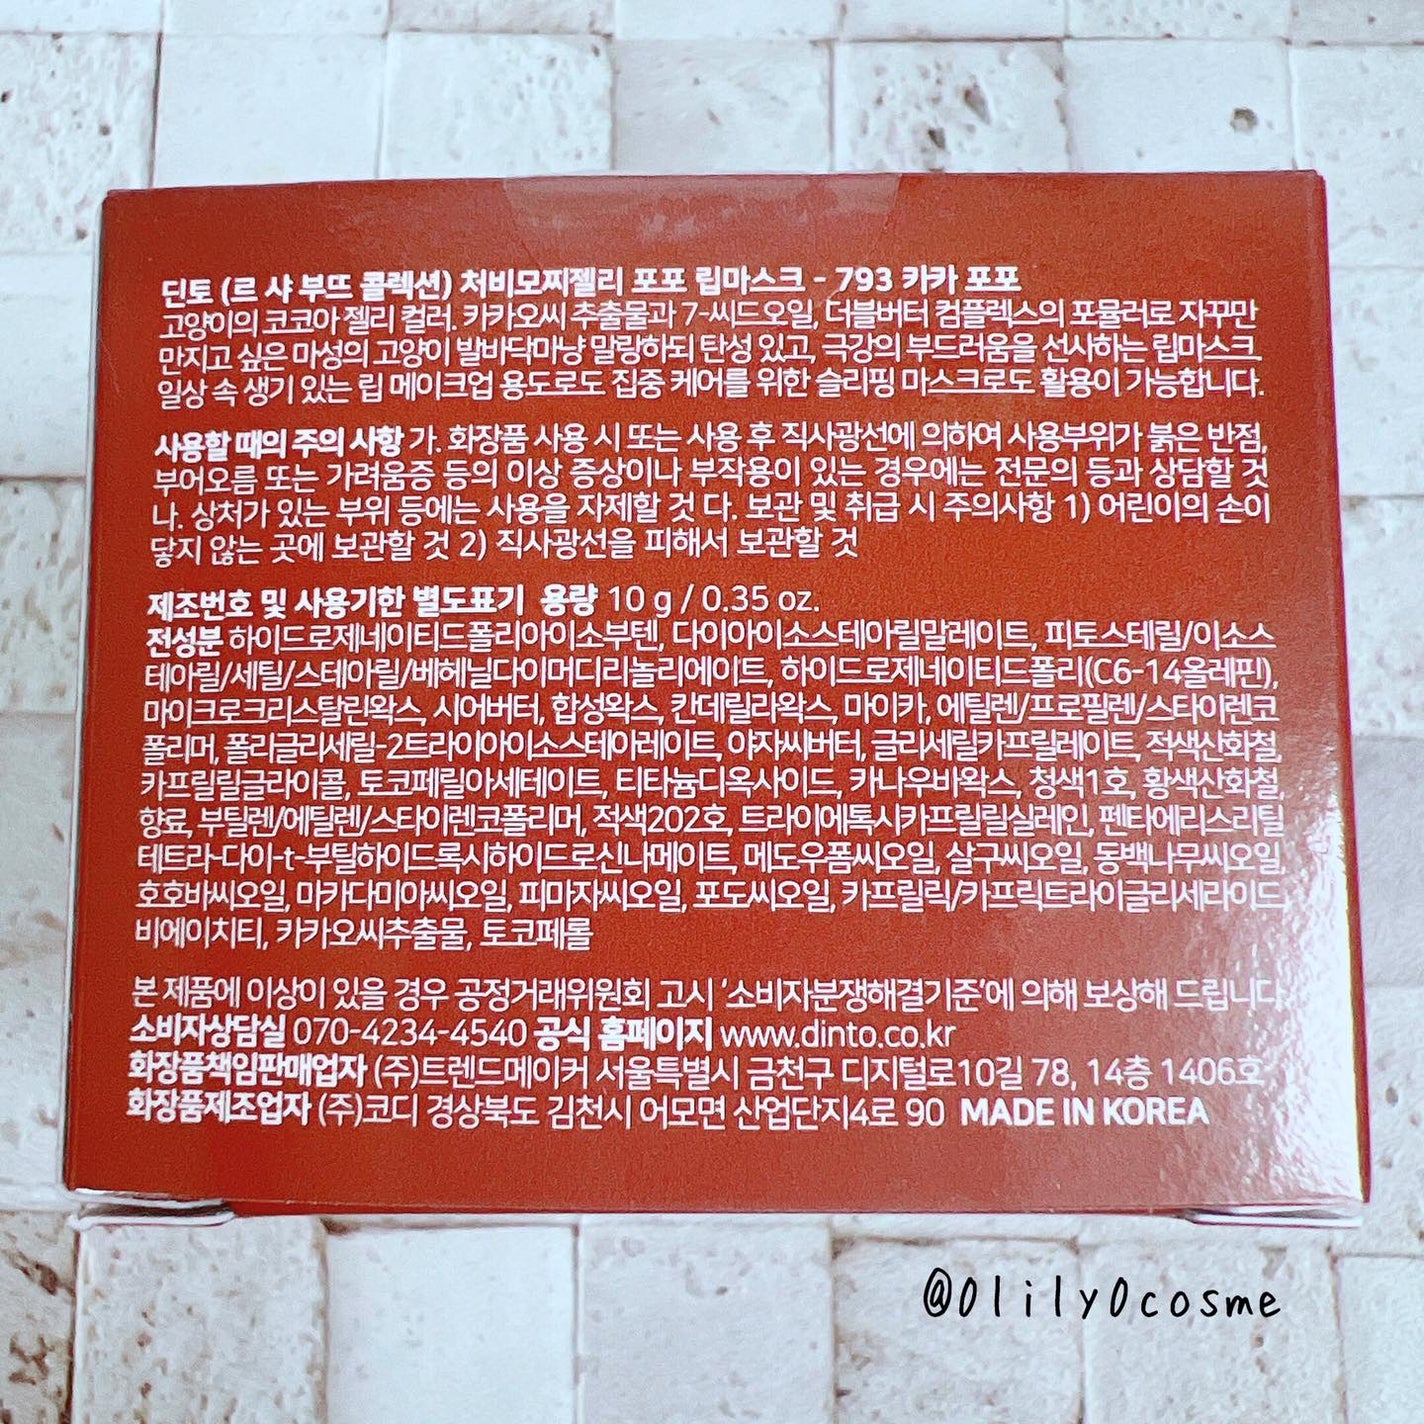 딘토 (르 샤 부뜨 콜렉션) 처비모찌젤리 포포 립마스크 - 793 카카 포포
고양이의 코코아 젤리 컬러. 카카오씨 추출물과 7-씨드오일, 더블버터 컴플렉스의 포뮬러로 자꾸만
만지고 싶은 마성의 고양이 발바닥마냥 말랑하되 탄성 있고, 극강의 부드러움을 선사하는 립마스크.
일상 속 생기 있는 립 메이크업 용도로도 집중 케어를 위한 슬리핑 마스크로도 활용이 가능합니다.
사용할 때의 주의 사항 가. 화장품 사용 시 또는 사용 후 직사광선에 의하여 사용부위가 붉은 반점,
부어오름 또는 가려움증 등의 이상 증상이나 부작용이 있는 경우에는 전문의 등과 상담할 것
나. 상처가 있는 부위 등에는 사용을 자제할 것 다. 보관 및 취급 시 주의사항 1) 어린이의 손이
닿지 않는 곳에 보관할 것 2) 직사광선을 피해서 보관할 것
제조번호 및 사용기한 별도표기 용량 10 g / 0.35 oz.
전성분 하이드로제네이티드폴리아이소부텐, 다이아이소스테아릴말레이트, 피토스테릴/이소스
테아릴/세틸/스테아릴/베헤닐다이머디리놀리에이트, 하이드로제네이티드폴리(C6-14올레핀),
마이크로크리스탈린왁스, 시어버터, 합성왁스, 칸데릴라왁스, 마이카, 에틸렌/프로필렌/스타이렌코
폴리머, 폴리글리세릴-2트라이아이소스테아레이트, 야자씨버터, 글리세릴카프릴레이트, 적색산화철,
카프릴릴글라이콜, 토코페릴아세테이트, 티타늄디옥사이드, 카나우바왁스, 청색1호, 황색산화철,
향료, 부틸렌/에틸렌/스타이렌코폴리머, 적색202호, 트라이에톡시카프릴릴실레인, 펜타에리스리틸
테트라-다이-t-부틸하이드록시하이드로신나메이트, 메도우폼씨오일, 살구씨오일, 동백나무씨오일,
호호바씨오일, 마카다미아씨오일, 피마자씨오일, 포도씨오일, 카프릴릭/카프릭트라이글리세라이드,
비에이치티, 카카오씨추출물, 토코페롤
본 제품에 이상이 있을 경우 공정거래위원회 고시 '소비자분쟁해결기준'에 의해 보상해 드립니다.
소비자상담실 070-4234-4540 공식 홈페이지 www.dinto.co.kr
화장품책임판매업자 (주)트렌드메이커 서울특별시 금천구 디지털로10길 78, 14층 1406호
화장품제조업자 (주)코디 경상북도 김천시 어모면 산업단지4로 90 MADE IN KOREA
@0lily0cosme